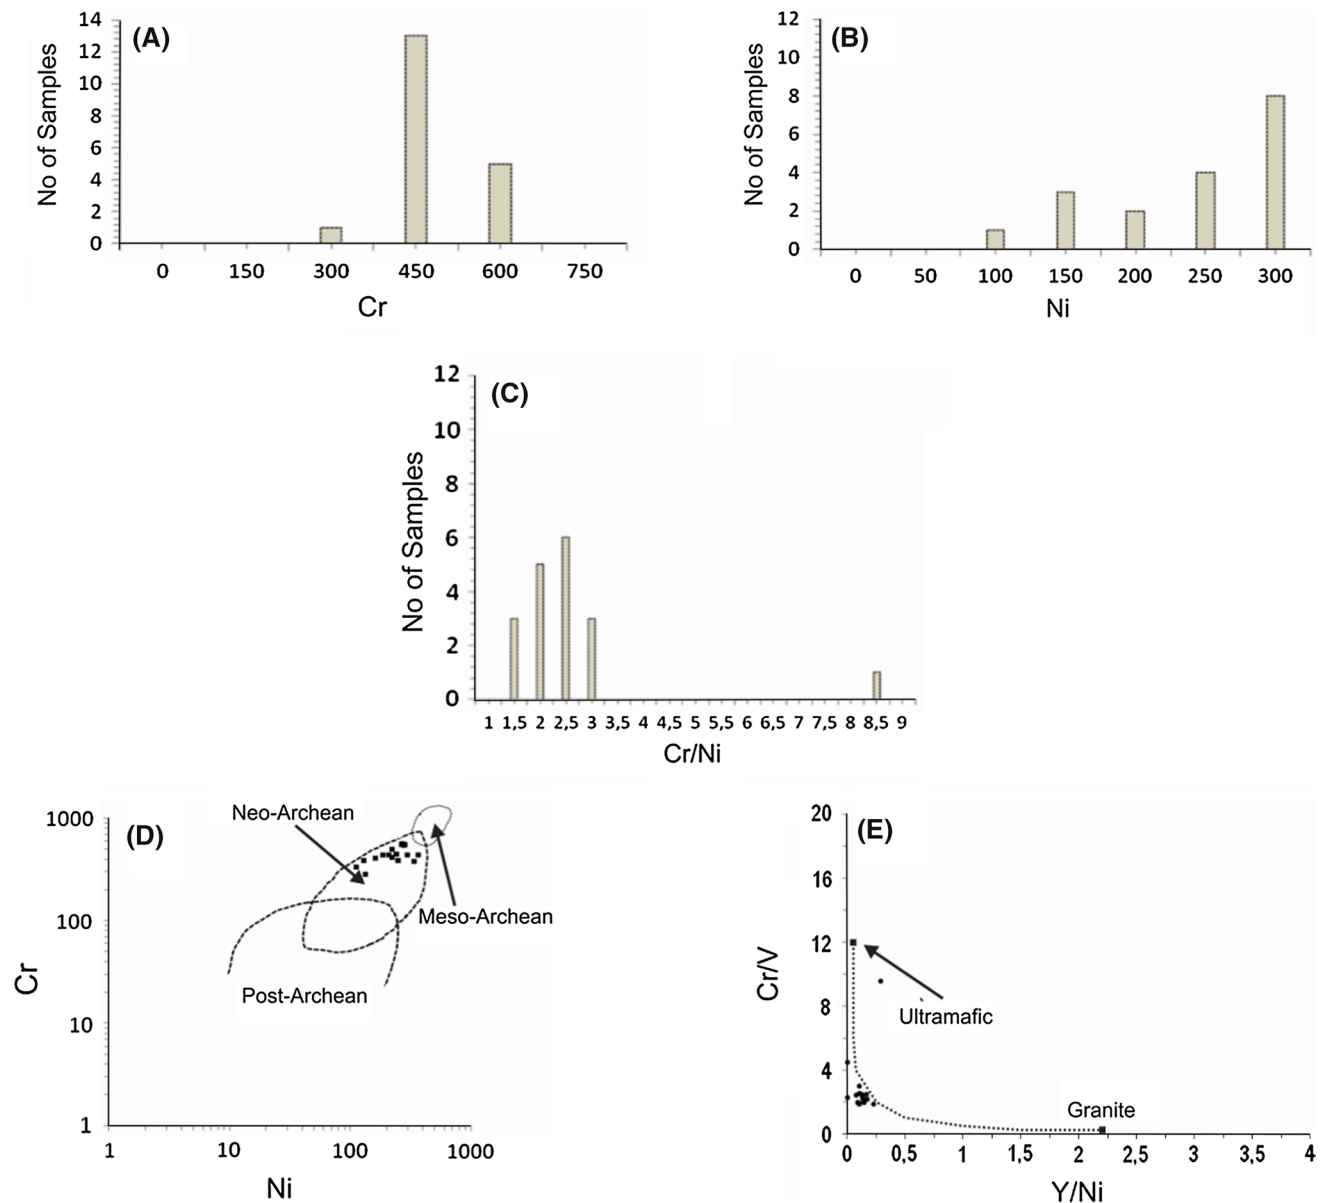 (A)
No of Samples
14
12
10
8
6
4
2
0
0 150 300 450 600 750
Cr
(B)
No of Samples
12
10
8
6
4
2
0
0 50 100 150 200 250 300
Ni
(C)
No of Samples
12
10
8
6
4
2
0
1 1,5 2 2,5 3 3,5 4 4,5 5 5,5 6 6,5 7 7,5 8 8,5 9
Cr/Ni
(D)
Cr
1000
100
10
1
Neo-Archean
Meso-Archean
Post-Archean
1 10 100 1000
Ni
(E)
Cr/V
20
16
12
8
4
0
Ultramafic
Granite
0 0,5 1 1,5 2 2,5 3 3,5 4
Y/Ni